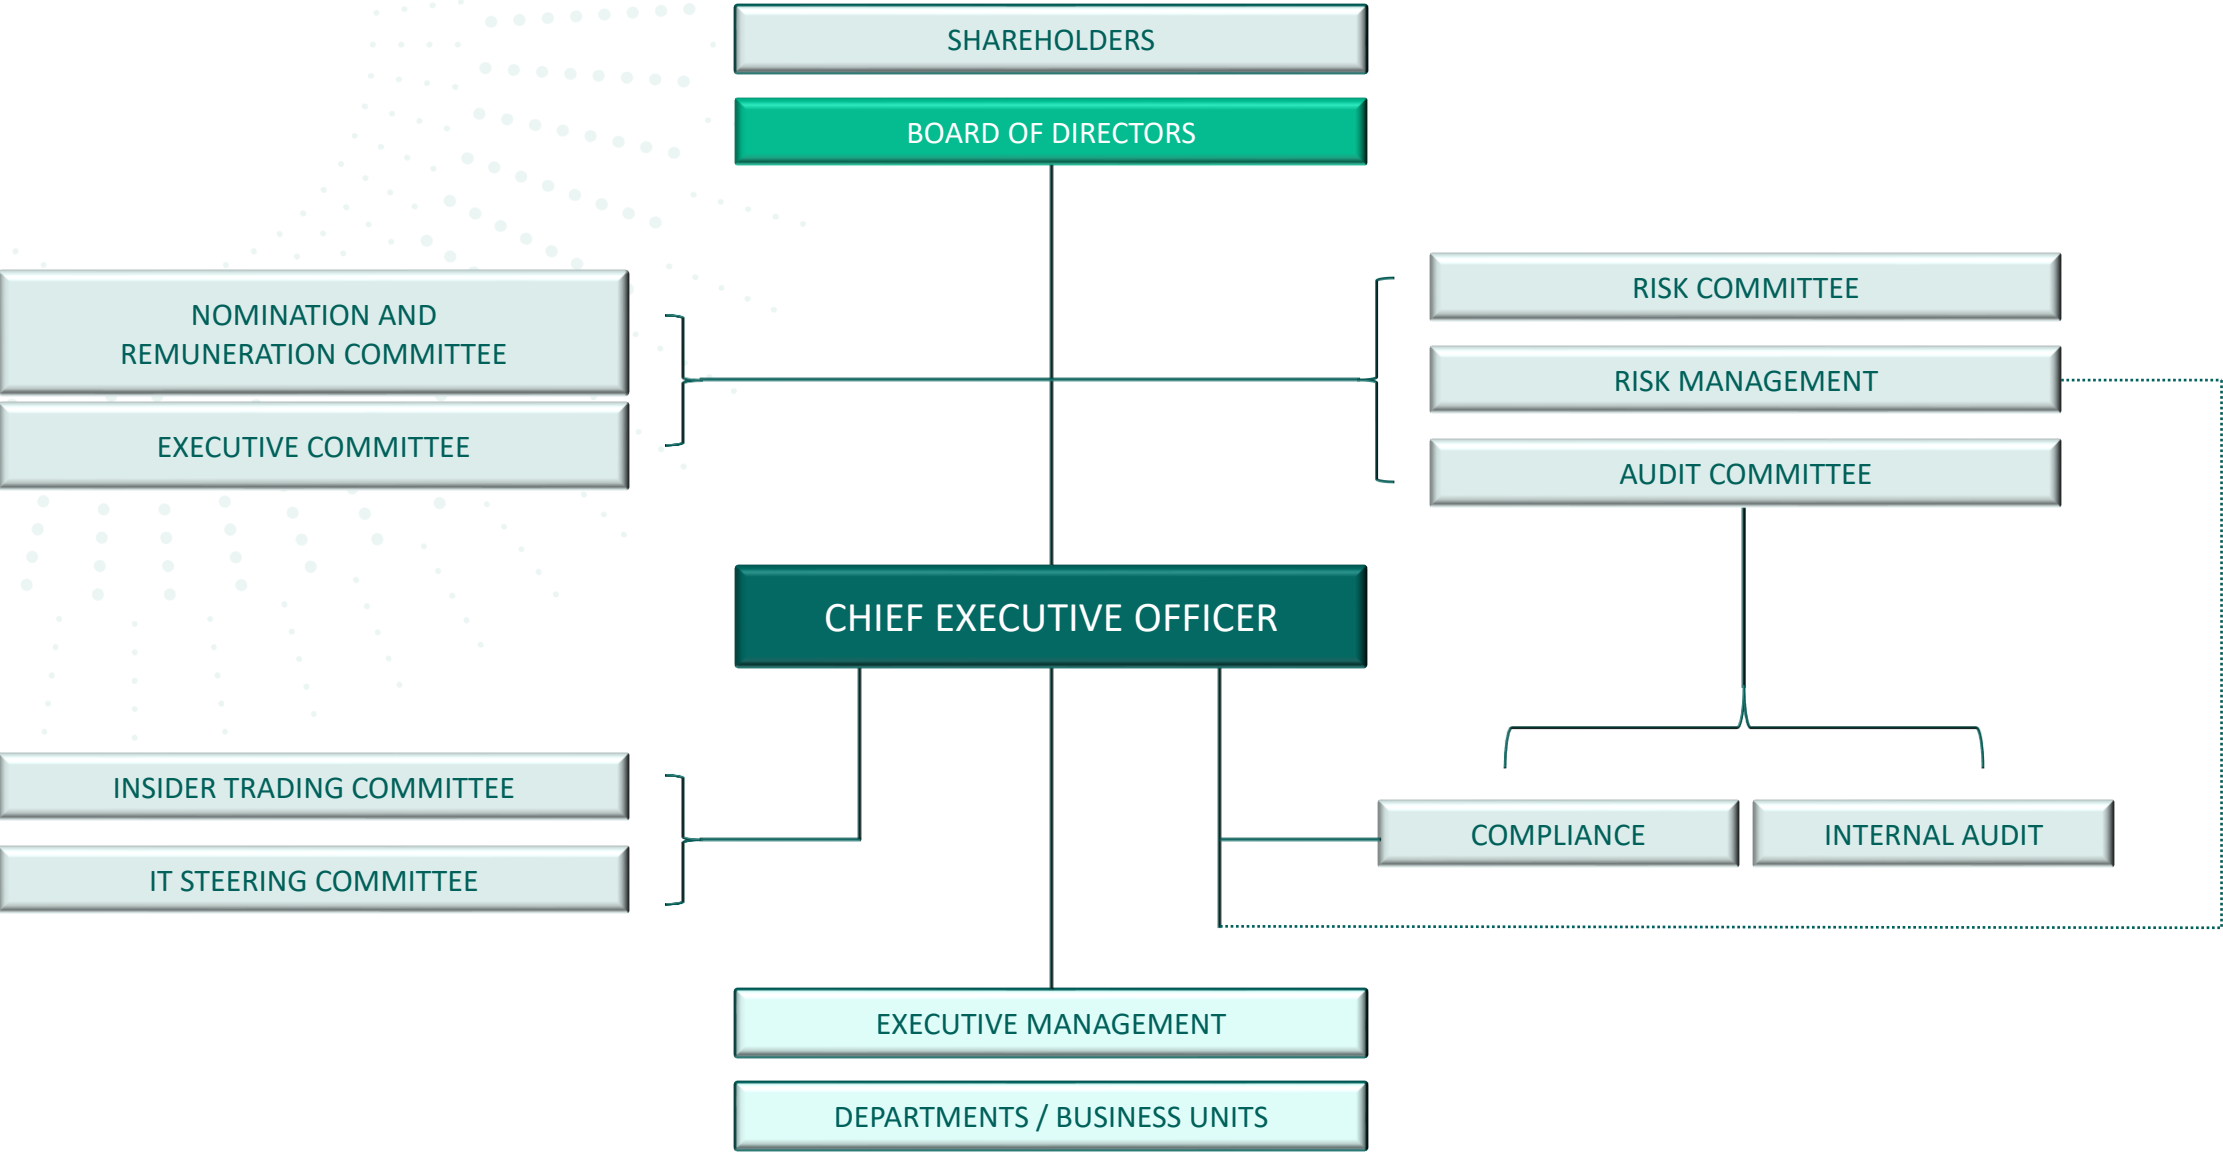 SHAREHOLDERS
BOARD OF DIRECTORS
NOMINATION AND
REMUNERATION COMMITTEE
EXECUTIVE COMMITTEE
RISK COMMITTEE
RISK MANAGEMENT
AUDIT COMMITTEE
CHIEF EXECUTIVE OFFICER
INSIDER TRADING COMMITTEE
IT STEERING COMMITTEE
COMPLIANCE
INTERNAL AUDIT
EXECUTIVE MANAGEMENT
DEPARTMENTS / BUSINESS UNITS